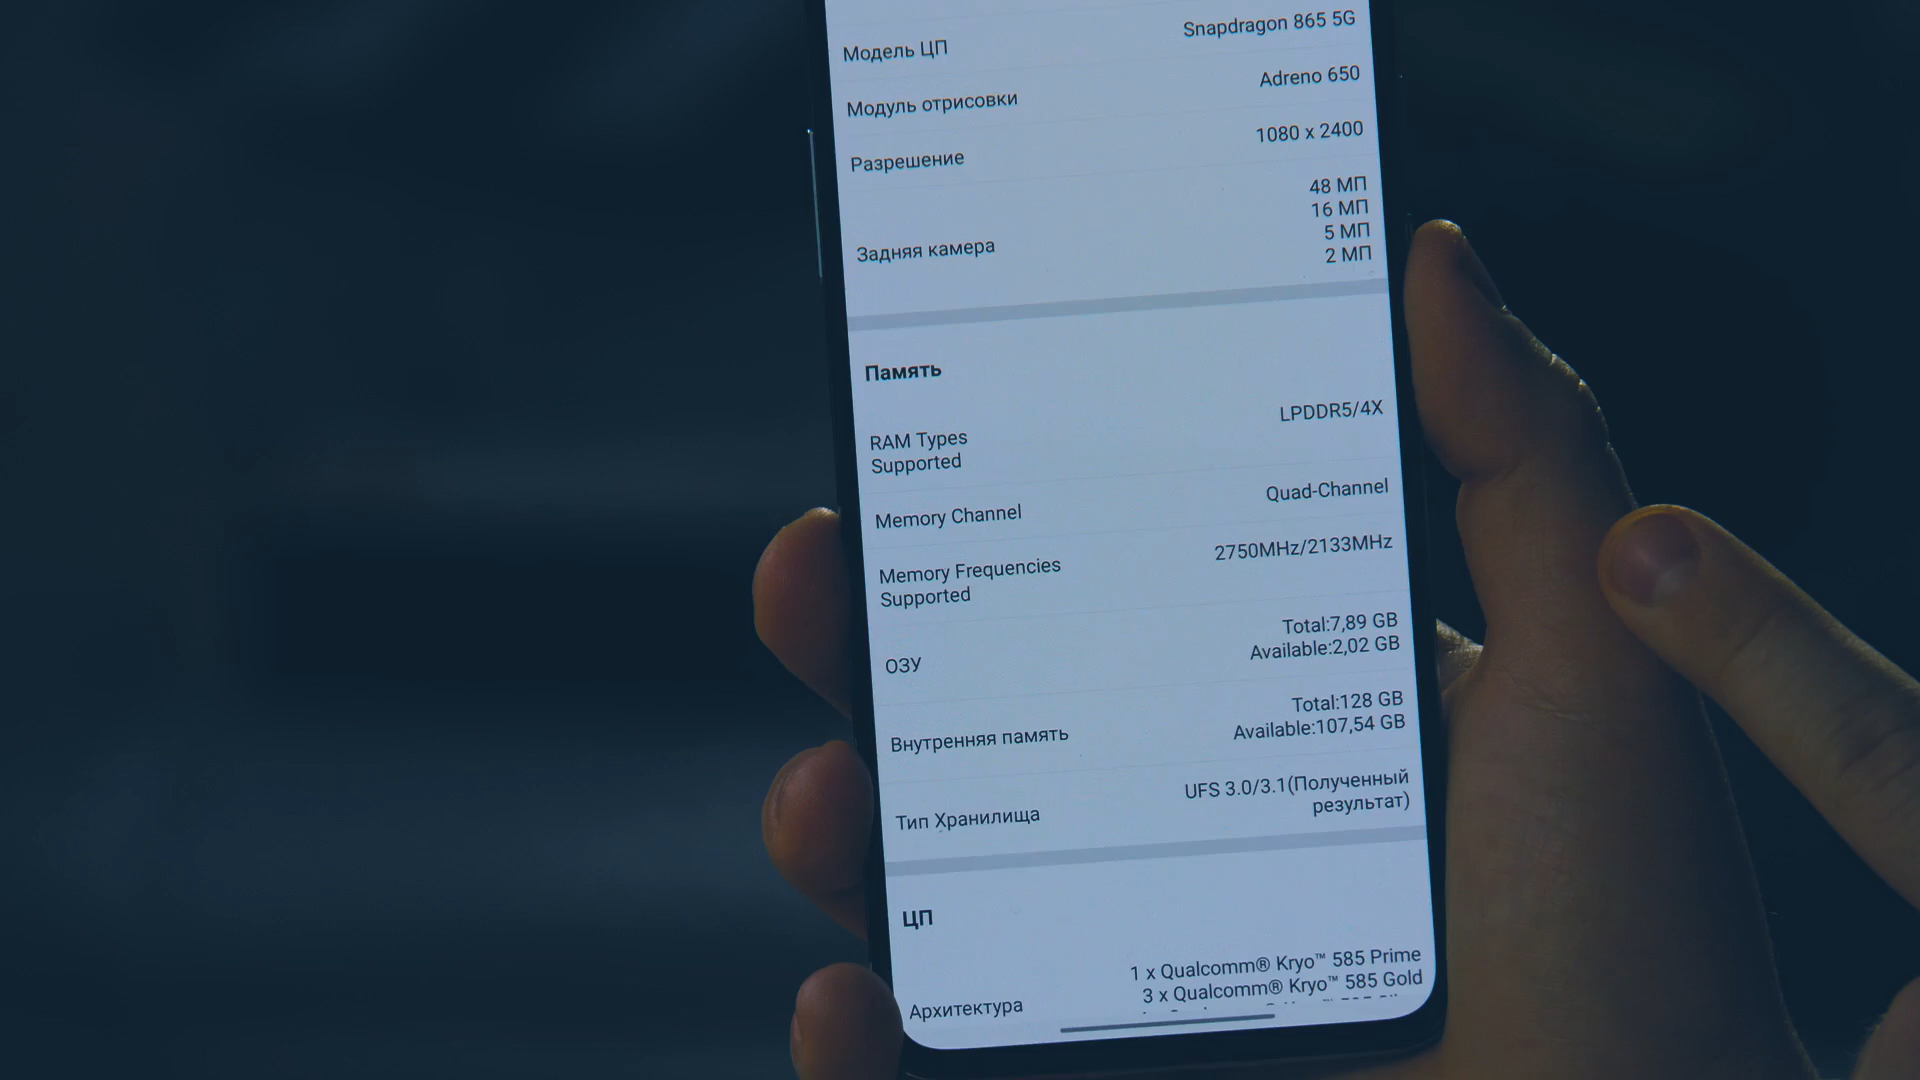 Модель ЦП
Snapdragon 865 5G
Модуль отрисовки
Adreno 650
Разрешение
1080 x 2400
Задняя камера
48 МП
16 МП
5 МП
2 МП
Память
RAM Types
Supported
LPDDR5/4X
Memory Channel
Quad-Channel
Memory Frequencies
Supported
2750MHz/2133MHz
ОЗУ
Total:7,89 GB
Available:2,02 GB
Внутренняя память
Total:128 GB
Available:107,54 GB
Тип Хранилища
UFS 3.0/3.1(Полученный
результат)
ЦП
Архитектура
1 x Qualcomm® Kryo™ 585 Prime
3 x Qualcomm® Kryo™ 585 Gold